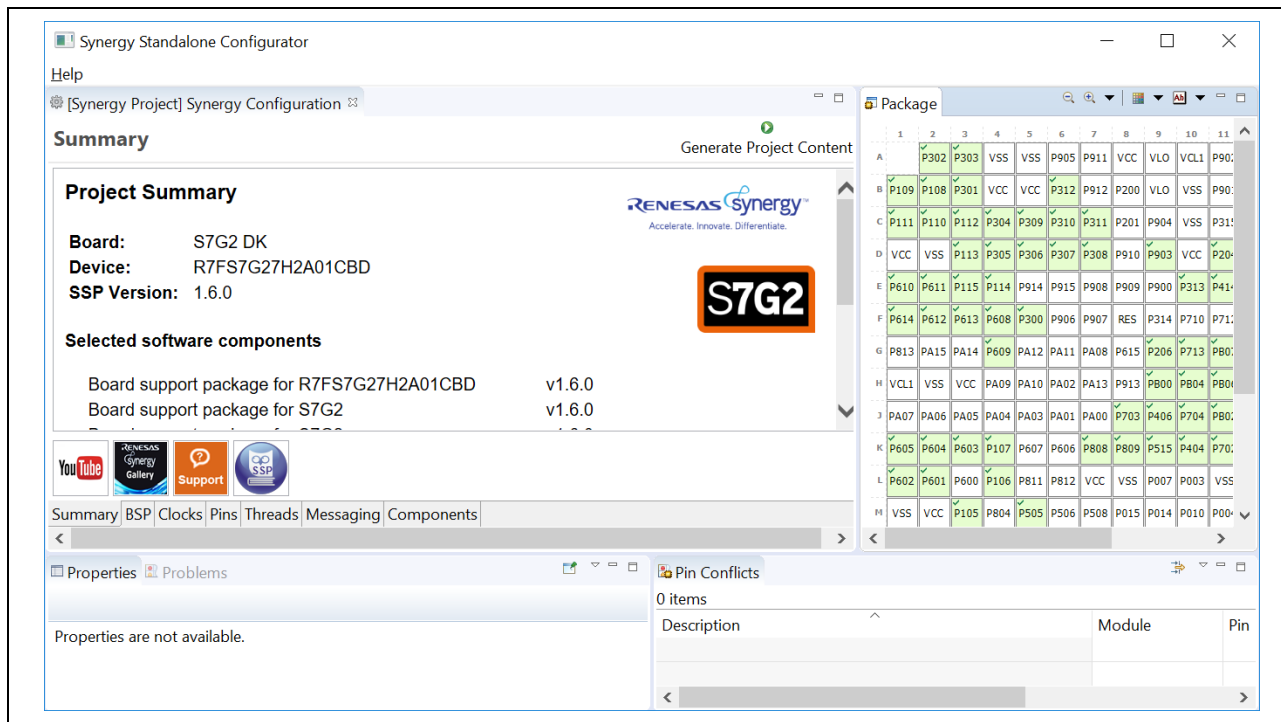 Synergy Standalone Configurator
Help
[Synergy Project] Synergy Configuration
Summary
Generate Project Content
Project Summary
RENESAS Synergy™
Accelerate. Innovate. Differentiate.
Board: S7G2 DK
Device: R7FS7G27H2A01CBD
SSP Version: 1.6.0
S7G2
Selected software components
Board support package for R7FS7G27H2A01CBD v1.6.0
Board support package for S7G2 v1.6.0
You Tube
RENESAS Synergy Gallery
Support
SSP
Summary BSP Clocks Pins Threads Messaging Components
Package
1 2 3 4 5 6 7 8 9 10 11
A P302 P303 VSS VSS P905 P911 VCC VLO VCL1
B P109 P108 P301 VCC VCC P312 P912 P200 VLO VSS
C P111 P110 P112 P304 P309 P310 P311 P201 P904 VSS
D VCC VSS P113 P305 P306 P307 P308 P910 P903 VCC
E P610 P611 P115 P114 P914 P915 P908 P909 P900 P313
F P614 P612 P613 P608 P300 P906 P907 RES P314 P710
G P813 PA15 PA14 P609 PA12 PA11 PA08 P615 P206 P713
H VCL1 VSS VCC PA09 PA10 PA02 PA13 P913 PB00 PB04
J PA07 PA06 PA05 PA04 PA03 PA01 PA00 P703 P406 P704
K P605 P604 P603 P107 P607 P606 P808 P809 P515 P404
L P602 P601 P600 P106 P811 P812 VCC VSS P007 P003 VSS
M VSS VCC P105 P804 P505 P506 P508 P015 P014 P010
Properties Problems
Properties are not available.
Pin Conflicts
0 items
Description Module Pin